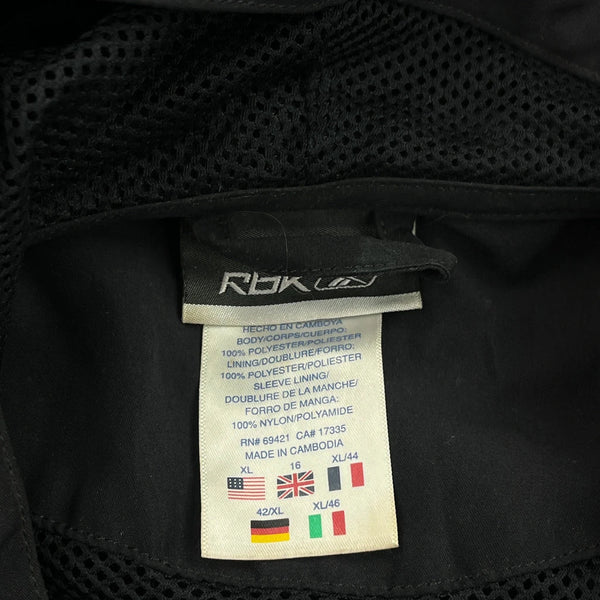 Rbk
HECHO EN CAMBOYA
BODY/CORPS/CUERPO:
100% POLYESTER/POLIESTER
LINING/DOUBLURE/FORRO:
100% POLYESTER/POLIESTER
SLEEVE LINING/
DOUBLURE DE LA MANCHE/
FORRO DE MANGA:
100% NYLON/POLYAMIDE
RN# 69421 CA# 17335
MADE IN CAMBODIA
XL 16 XL/44
42/XL XL/46